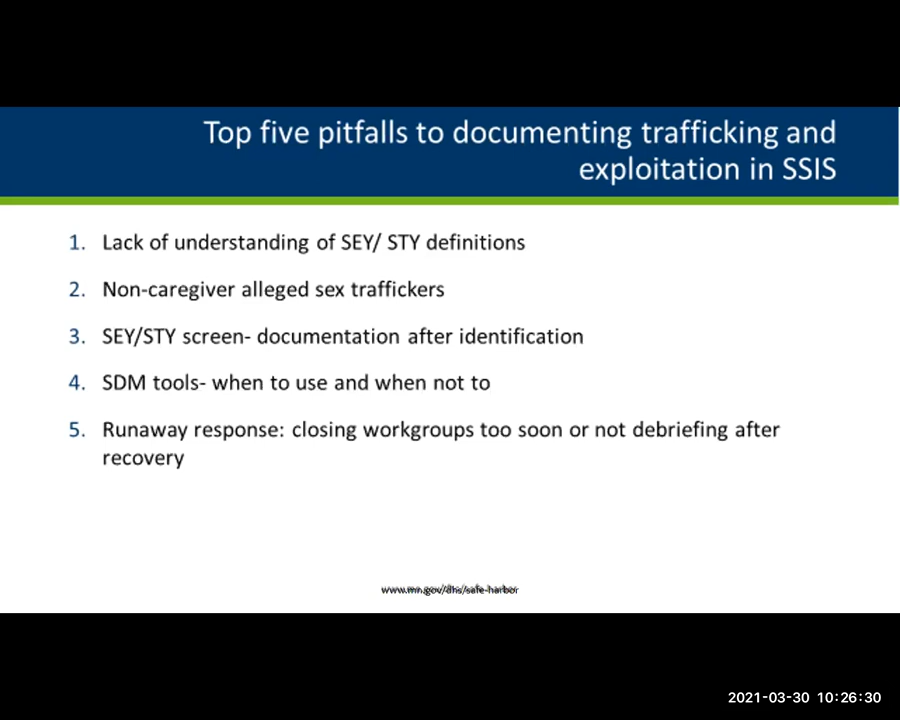 Top five pitfalls to documenting trafficking and
exploitation in SSIS
1. Lack of understanding of SEY/ STY definitions
2. Non-caregiver alleged sex traffickers
3. SEY/STY screen- documentation after identification
4. SDM tools- when to use and when not to
5. Runaway response: closing workgroups too soon or not debriefing after
recovery
www.mn.gov/dhs/safe-harbor
2021-03-30 10:26:30